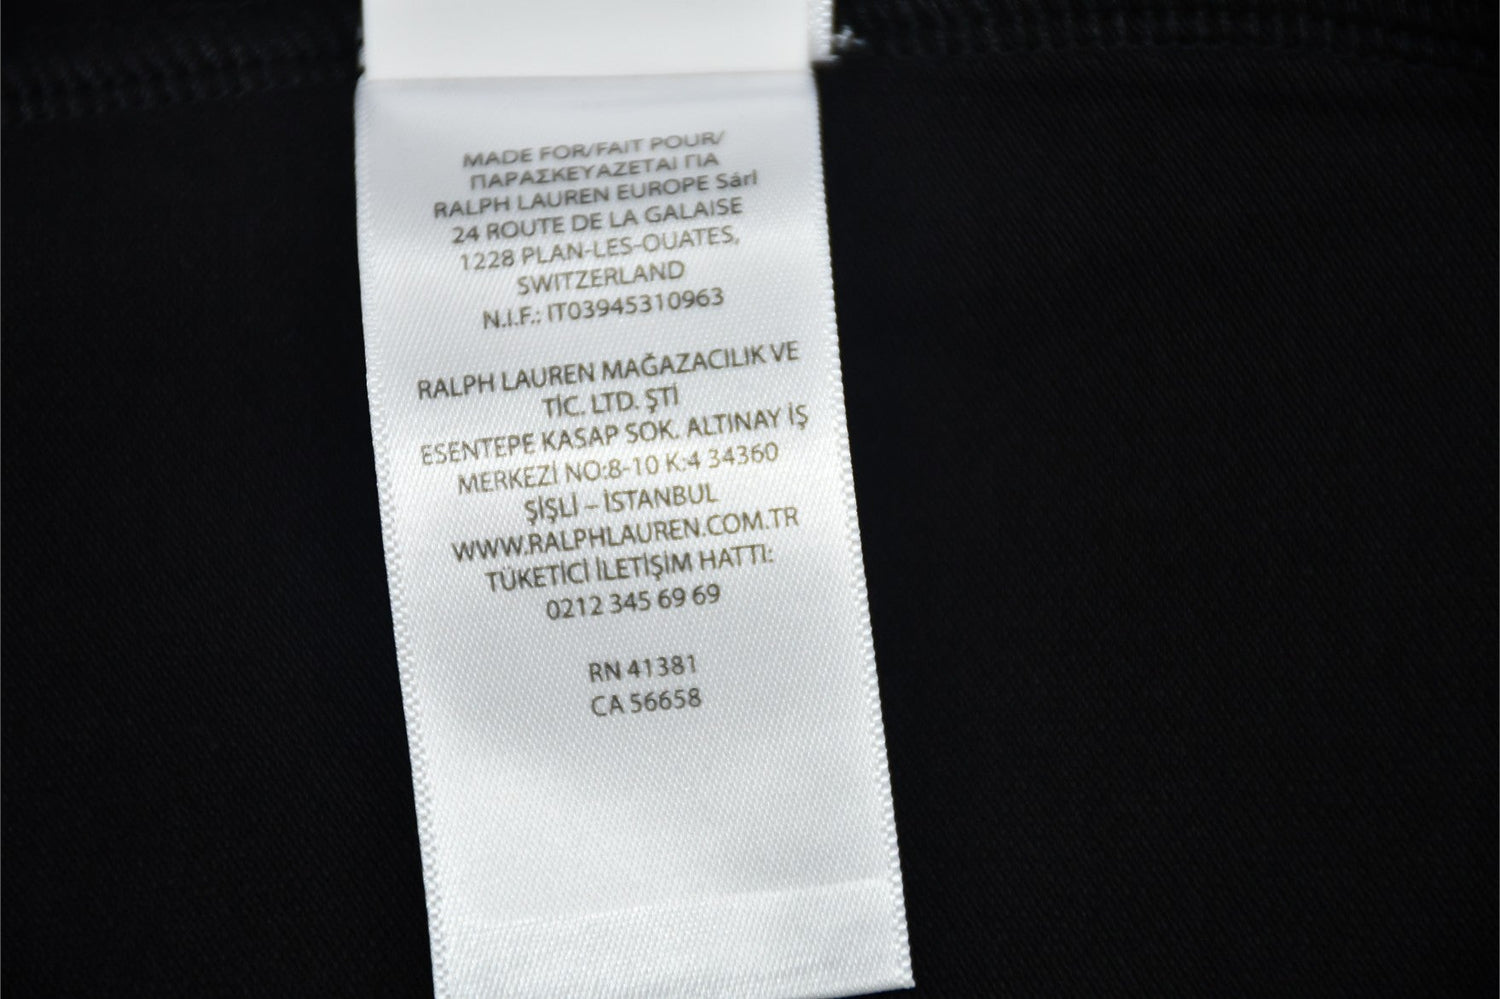 MADE FOR/FAIT POUR/
ΠΑΡΑΣΚΕΥΑΖΕΤΑΙ ΓΙΑ
RALPH LAUREN EUROPE Sárl
24 ROUTE DE LA GALAISE
1228 PLAN-LES-OUATES,
SWITZERLAND
N.I.F.: IT03945310963
RALPH LAUREN MAĞAZACILIK VE
TİC. LTD. ŞTİ
ESENTEPE KASAP SOK. ALTINAY İŞ
MERKEZİ NO:8-10 K:4 34360
ŞİŞLİ – İSTANBUL
WWW.RALPHLAUREN.COM.TR
TÜKETİCİ İLETİŞİM HATTI:
0212 345 69 69
RN 41381
CA 56658